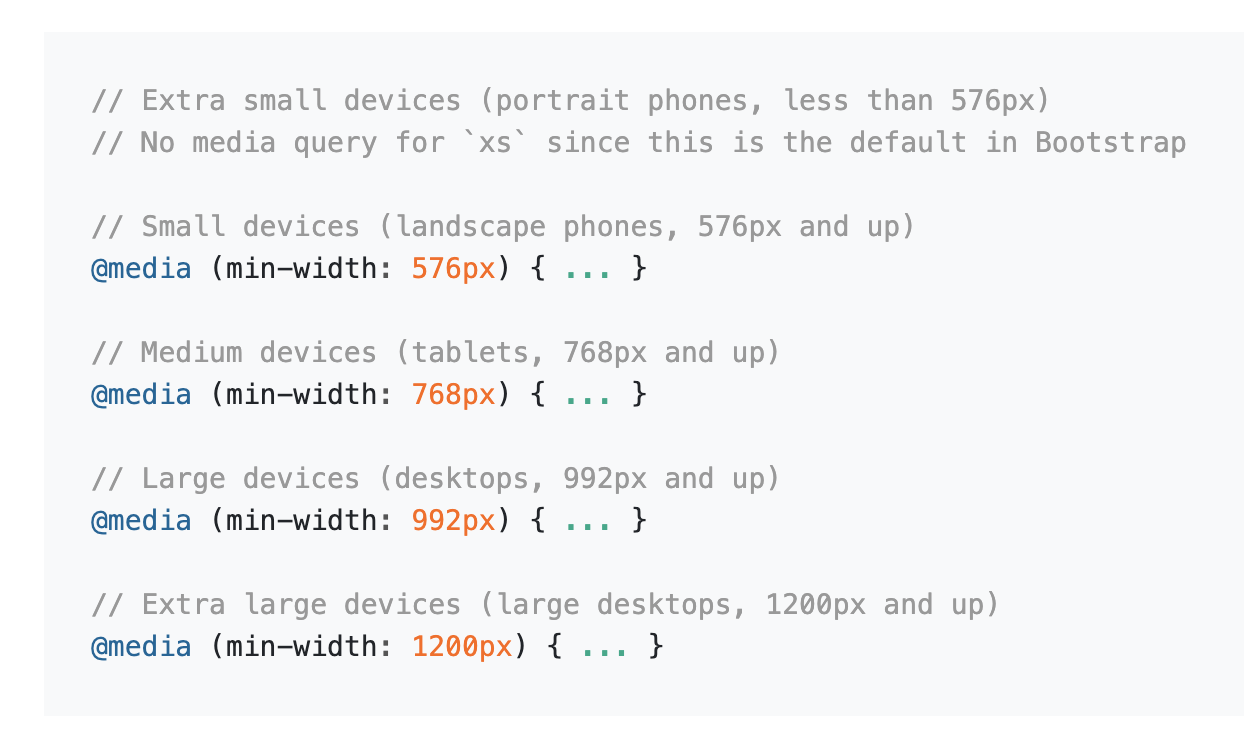 // Extra small devices (portrait phones, less than 576px)
// No media query for `xs` since this is the default in Bootstrap
// Small devices (landscape phones, 576px and up)
@media (min-width: 576px) { ... }
// Medium devices (tablets, 768px and up)
@media (min-width: 768px) { ... }
// Large devices (desktops, 992px and up)
@media (min-width: 992px) { ... }
// Extra large devices (large desktops, 1200px and up)
@media (min-width: 1200px) { ... }